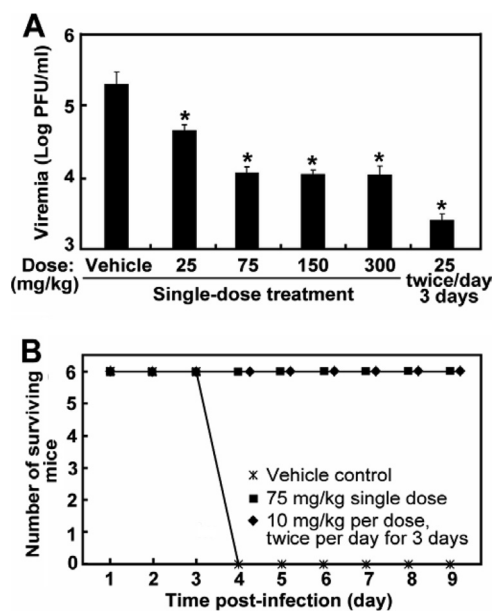 A
6
5
4
3
Viremia (Log PFU/ml)
* * * * *
Dose: Vehicle 25 75 150 300 25
(mg/kg) twice/day
Single-dose treatment 3 days
B
6
5
4
3
2
1
0
Number of surviving
mice
Vehicle control
75 mg/kg single dose
10 mg/kg per dose,
twice per day for 3 days
1 2 3 4 5 6 7 8 9
Time post-infection (day)